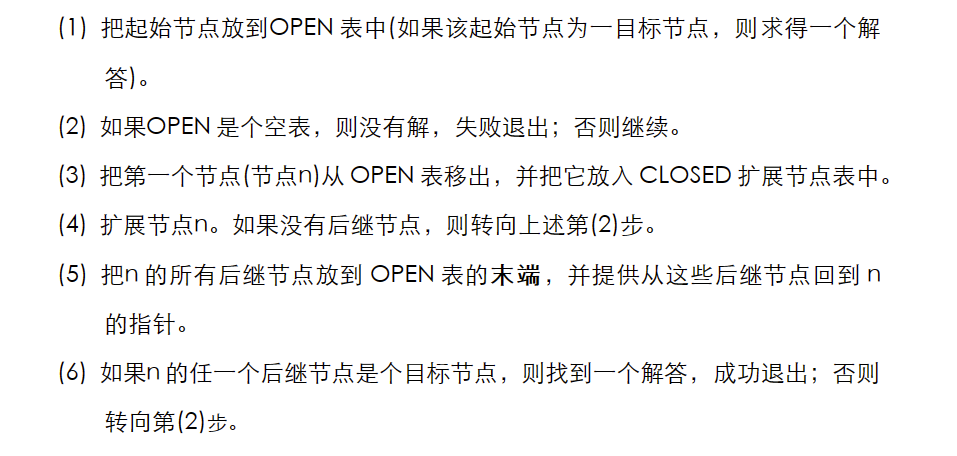 (1) 把起始节点放到OPEN 表中(如果该起始节点为一目标节点，则求得一个解
答)。
(2) 如果OPEN 是个空表，则没有解，失败退出；否则继续。
(3) 把第一个节点(节点n)从 OPEN 表移出，并把它放入 CLOSED 扩展节点表中。
(4) 扩展节点n。如果没有后继节点，则转向上述第(2)步。
(5) 把n 的所有后继节点放到 OPEN 表的末端，并提供从这些后继节点回到 n
的指针。
(6) 如果n 的任一个后继节点是个目标节点，则找到一个解答，成功退出；否则
转向第(2)步。